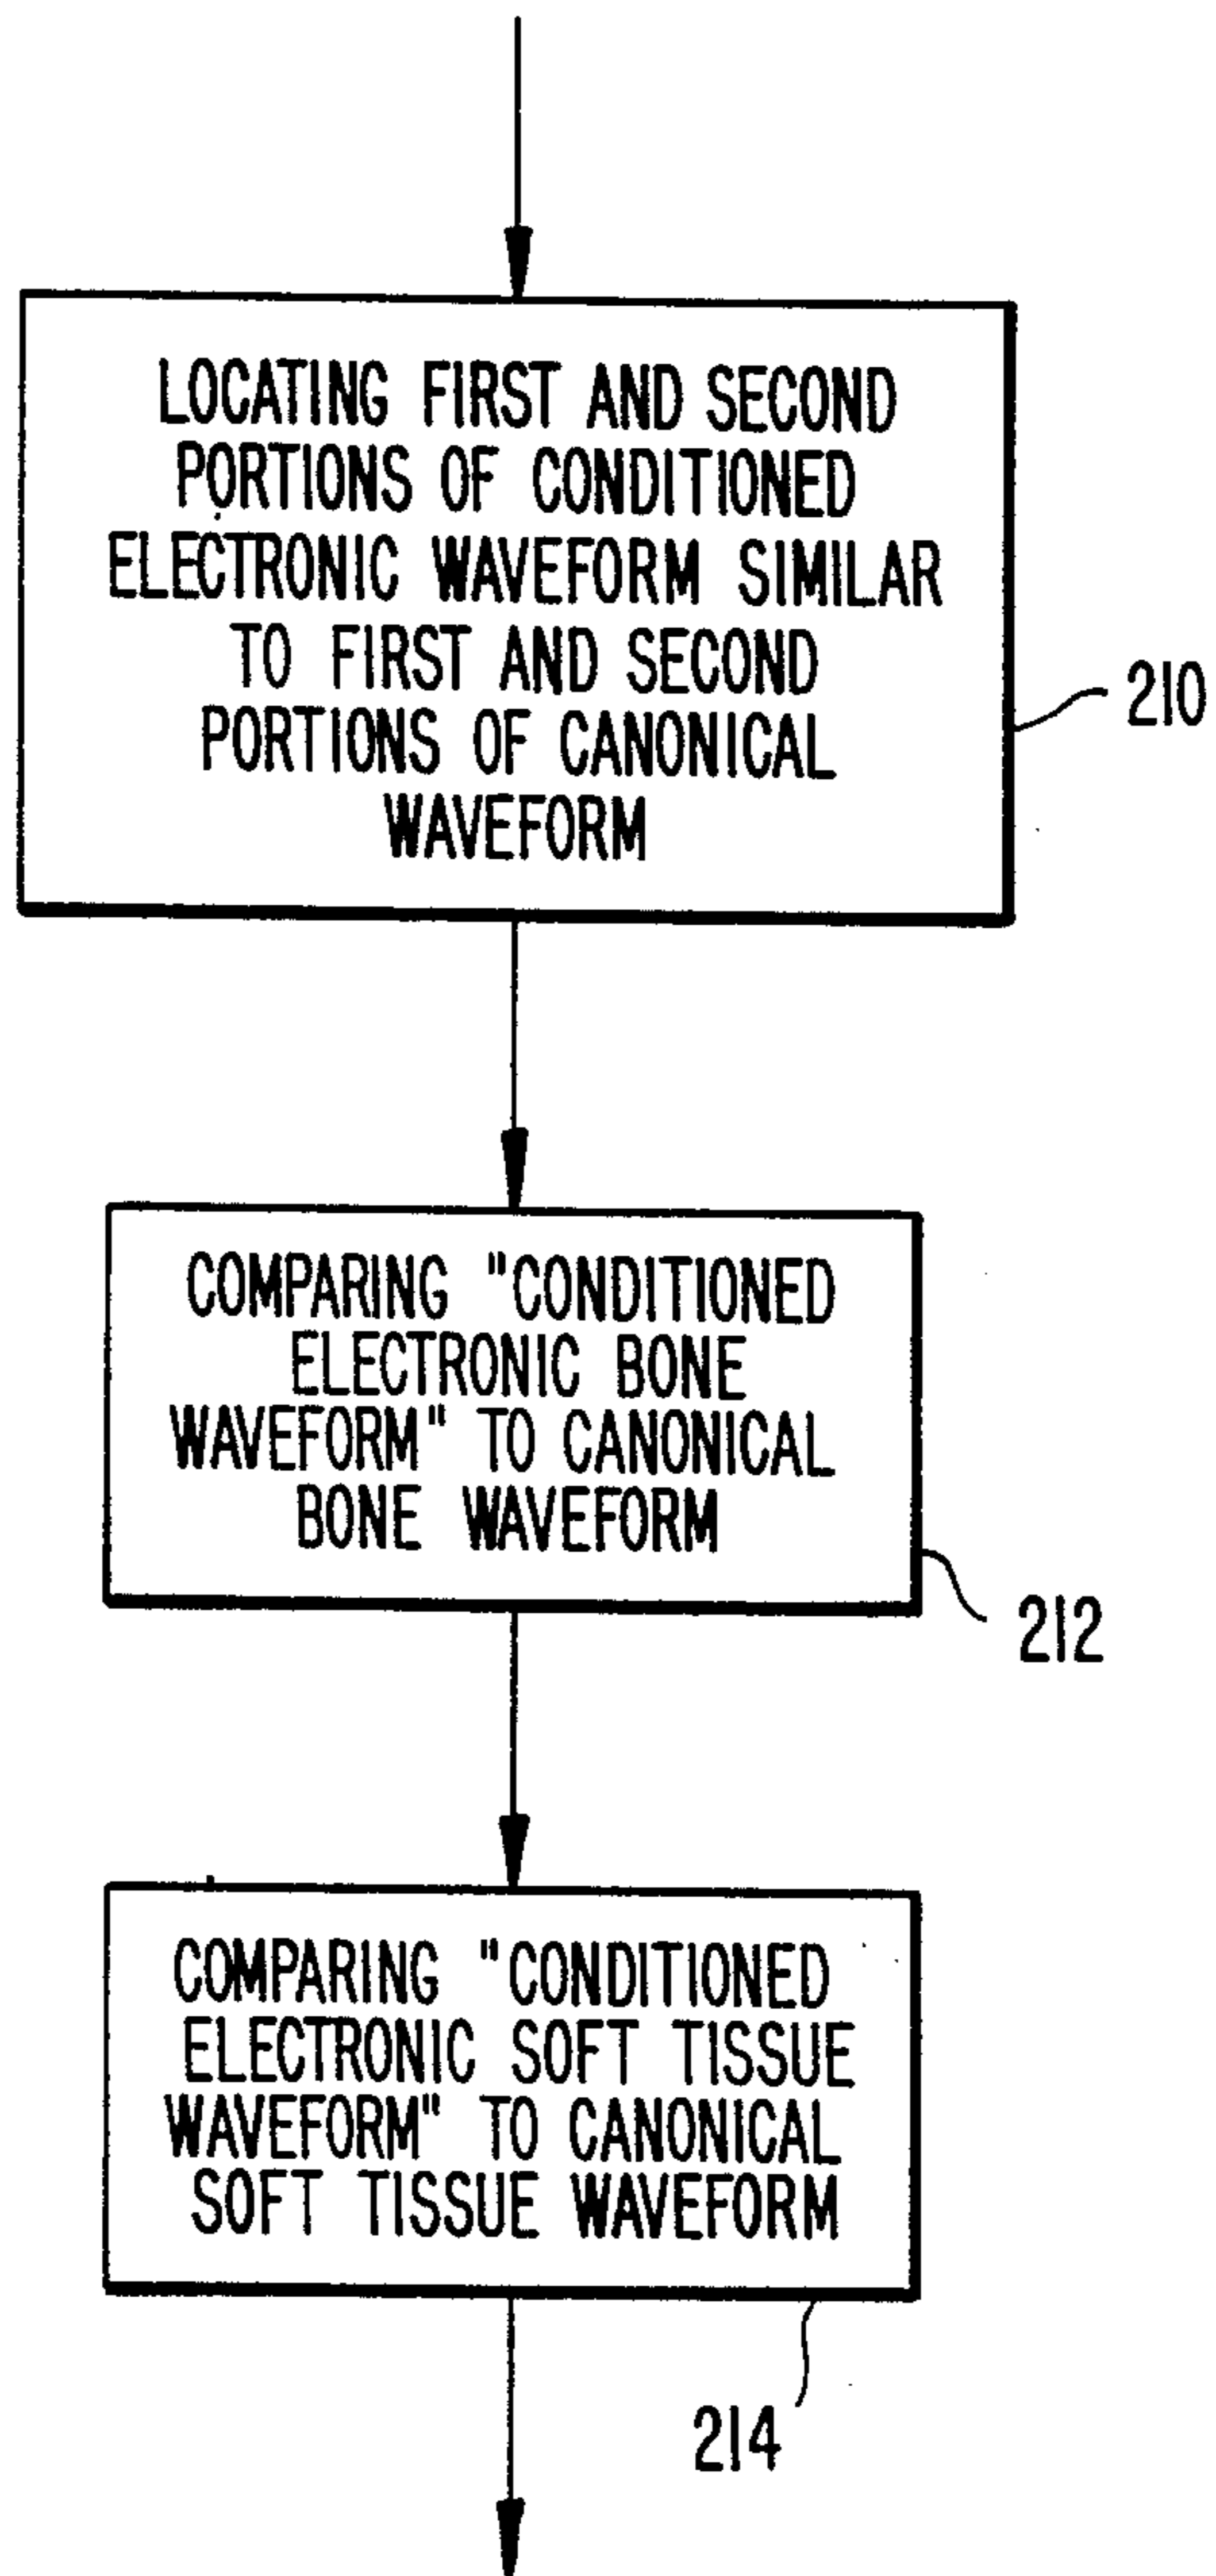 LOCATING FIRST AND SECOND
PORTIONS OF CONDITIONED
ELECTRONIC WAVEFORM SIMILAR
TO FIRST AND SECOND
PORTIONS OF CANONICAL
WAVEFORM
210
COMPARING "CONDITIONED
ELECTRONIC BONE
WAVEFORM" TO CANONICAL
BONE WAVEFORM
212
COMPARING "CONDITIONED
ELECTRONIC SOFT TISSUE
WAVEFORM" TO CANONICAL
SOFT TISSUE WAVEFORM
214